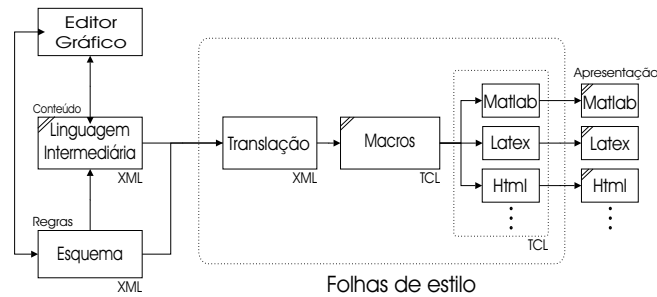 Editor
Gráfico
Conteúdo
Linguagem
Intermediária
XML
Regras
Esquema
XML
Translação
XML
Macros
TCL
Matlab
Latex
Html
TCL
Apresentação
Matlab
Latex
Html
Folhas de estilo